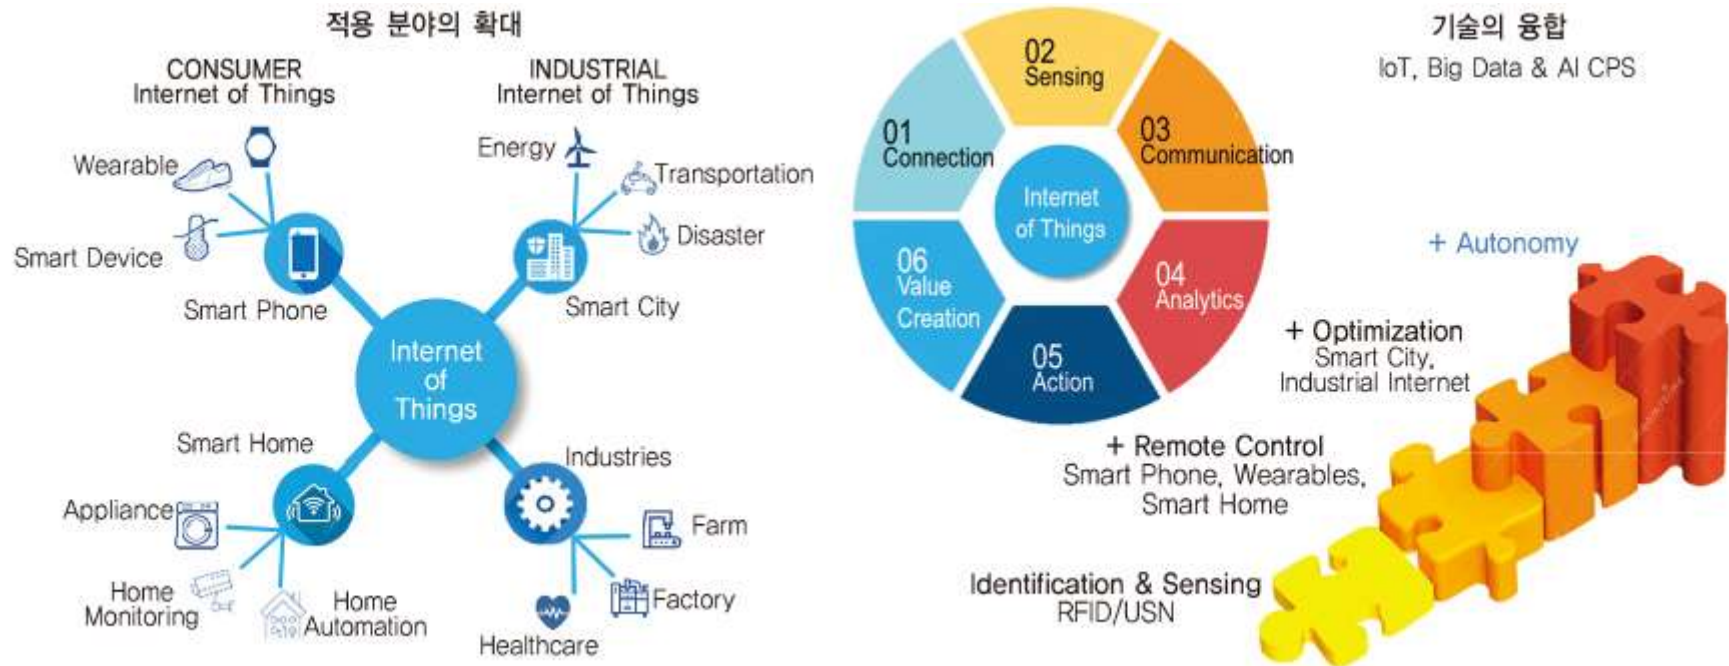 적용 분야의 확대
CONSUMER
Internet of Things
INDUSTRIAL
Internet of Things
Wearable
Smart Device
Smart Phone
Energy
Transportation
Disaster
Smart City
Internet
of
Things
Smart Home
Appliance
Home
Monitoring
Home
Automation
Industries
Farm
Factory
Healthcare
01
Connection
02
Sensing
03
Communication
04
Analytics
05
Action
06
Value
Creation
Internet
of Things
기술의 융합
IoT, Big Data & AI CPS
+ Autonomy
+ Optimization
Smart City,
Industrial Internet
+ Remote Control
Smart Phone, Wearables,
Smart Home
Identification & Sensing
RFID/USN